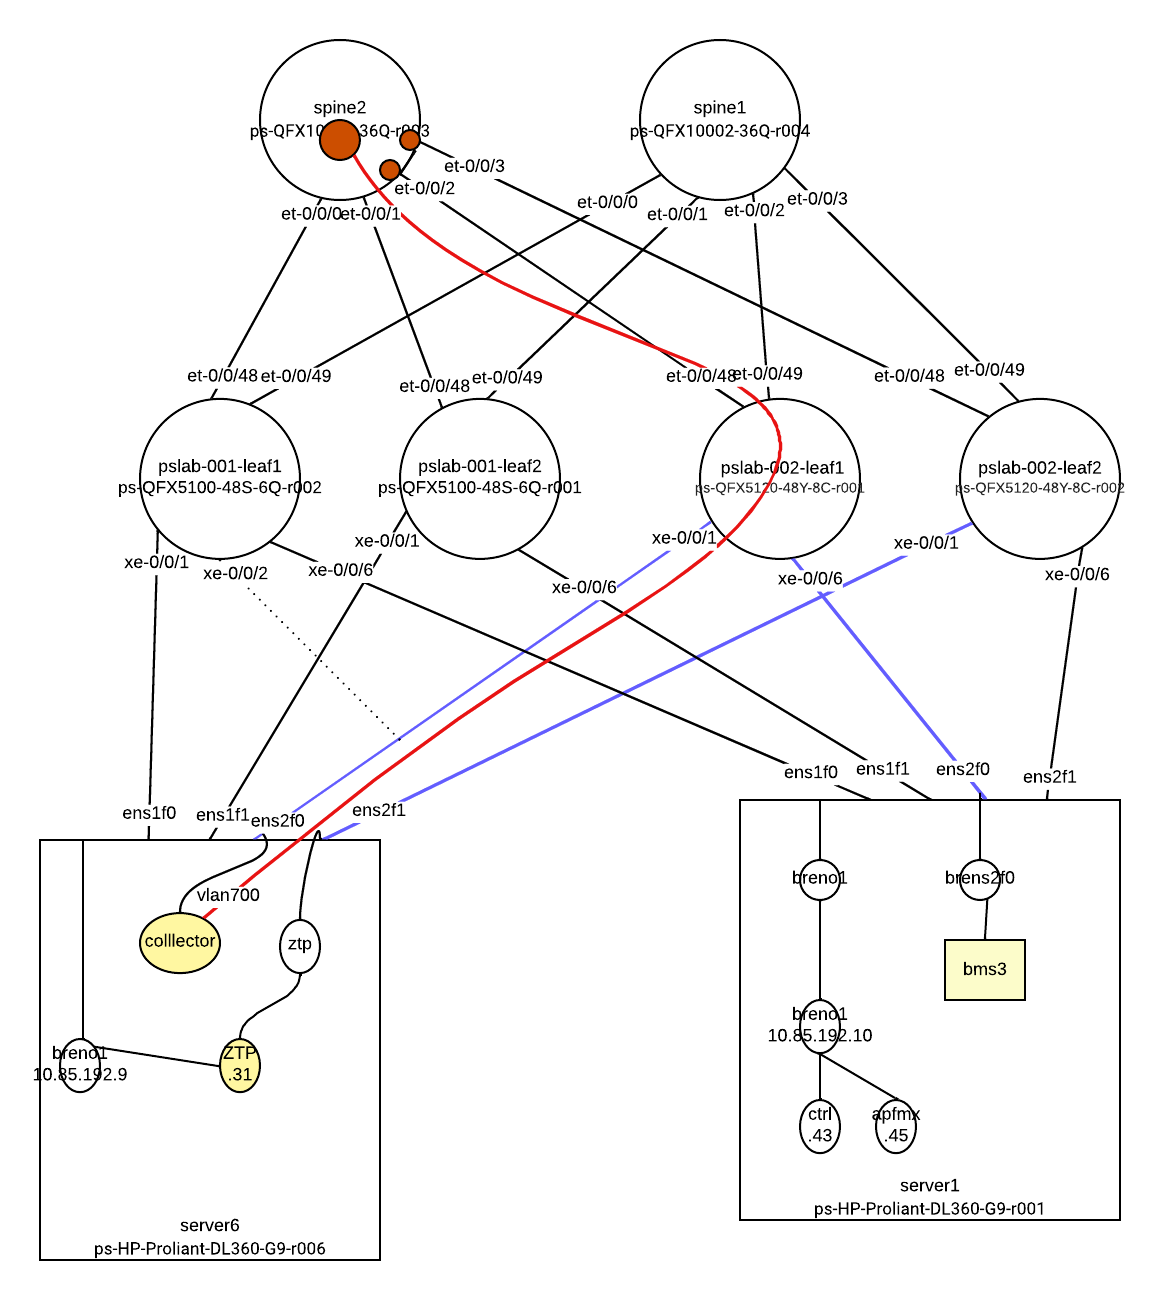 spine2
spine1
ps-QFX10 -36Q-r003
ps-QFX10002-36Q-r004
et-0/0/3
et-0/0/2
et-0/0/3
et-0/0/0
et-0/0/2
et-0/0/0
et-0/0/1
et-0/0/1
et-0/0/48
et-0/0/49
et-0/0/48
et-0/0/49
et-0/0/48
et-0/0/49
et-0/0/48
et-0/0/49
pslab-001-leaf1
ps-QFX5100-48S-6Q-r002
pslab-001-leaf2
ps-QFX5100-48S-6Q-r001
pslab-002-leaf1
ps-QFX5120-48Y-8C-r001
pslab-002-leaf2
ps-QFX5120-48Y-8C-r002
xe-0/0/1
xe-0/0/2
xe-0/0/6
xe-0/0/1
xe-0/0/6
xe-0/0/1
xe-0/0/6
xe-0/0/1
xe-0/0/6
ens1f0
ens1f1
ens2f0
ens2f1
ens1f0
ens1f1
ens2f0
ens2f1
vlan700
colllector
ztp
breno1
10.85.192.9
ZTP
.31
server6
ps-HP-Proliant-DL360-G9-r006
breno1
brens2f0
bms3
breno1
10.85.192.10
ctrl
.43
apfmx
.45
server1
ps-HP-Proliant-DL360-G9-r001